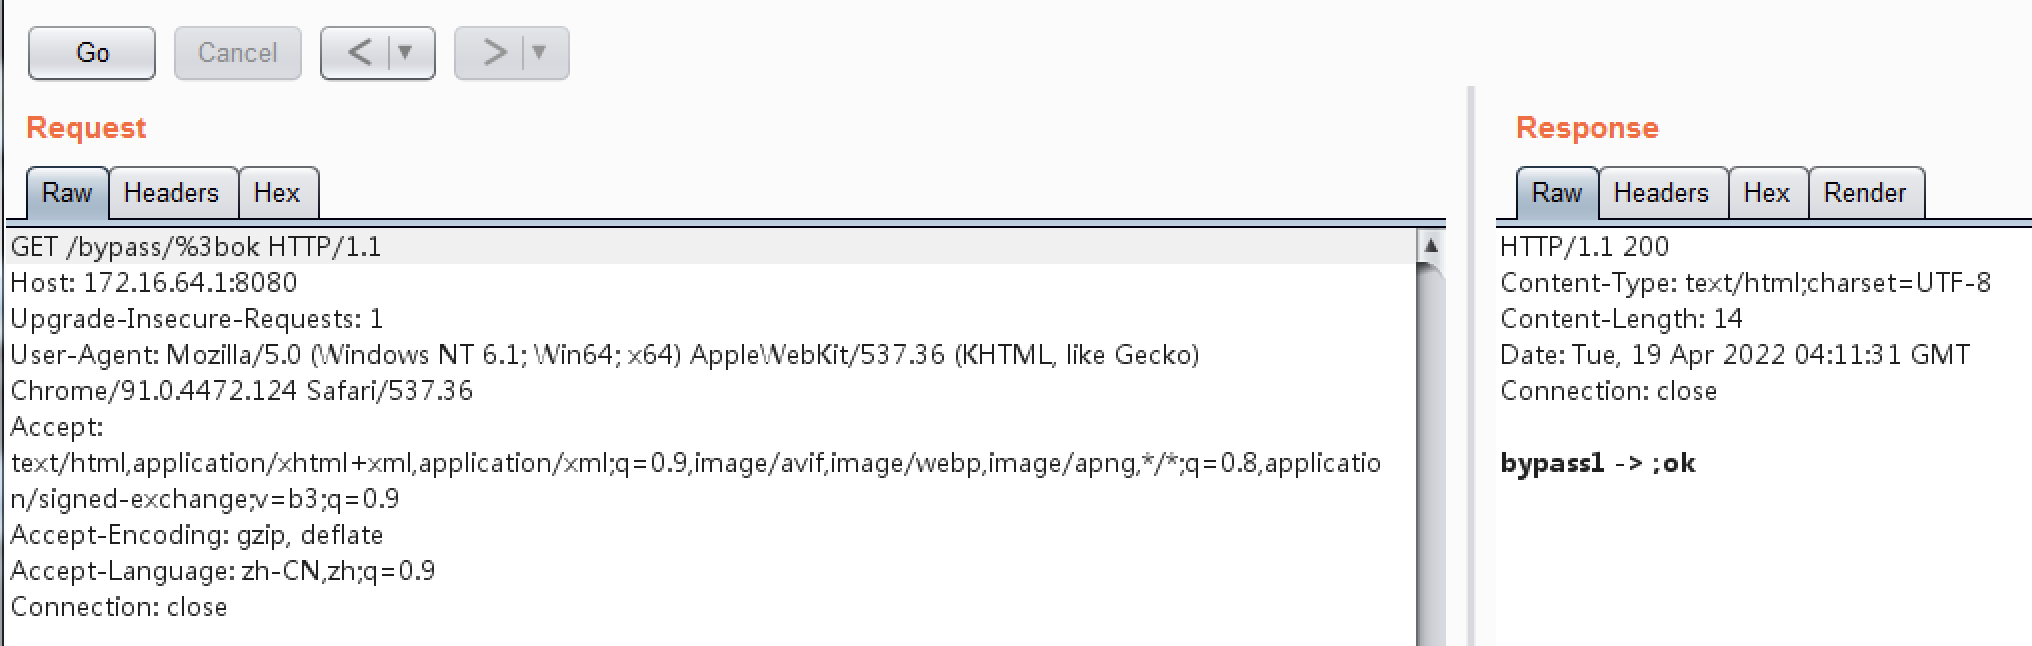 Go Cancel < ▼ > ▼
Request
Raw Headers Hex
GET /bypass/%3bok HTTP/1.1
Host: 172.16.64.1:8080
Upgrade-Insecure-Requests: 1
User-Agent: Mozilla/5.0 (Windows NT 6.1; Win64; x64) AppleWebKit/537.36 (KHTML, like Gecko)
Chrome/91.0.4472.124 Safari/537.36
Accept:
text/html,application/xhtml+xml,application/xml;q=0.9,image/avif,image/webp,image/apng,*/*;q=0.8,applicatio
n/signed-exchange;v=b3;q=0.9
Accept-Encoding: gzip, deflate
Accept-Language: zh-CN,zh;q=0.9
Connection: close
Response
Raw Headers Hex Render
HTTP/1.1 200
Content-Type: text/html;charset=UTF-8
Content-Length: 14
Date: Tue, 19 Apr 2022 04:11:31 GMT
Connection: close
bypass1 -> ;ok